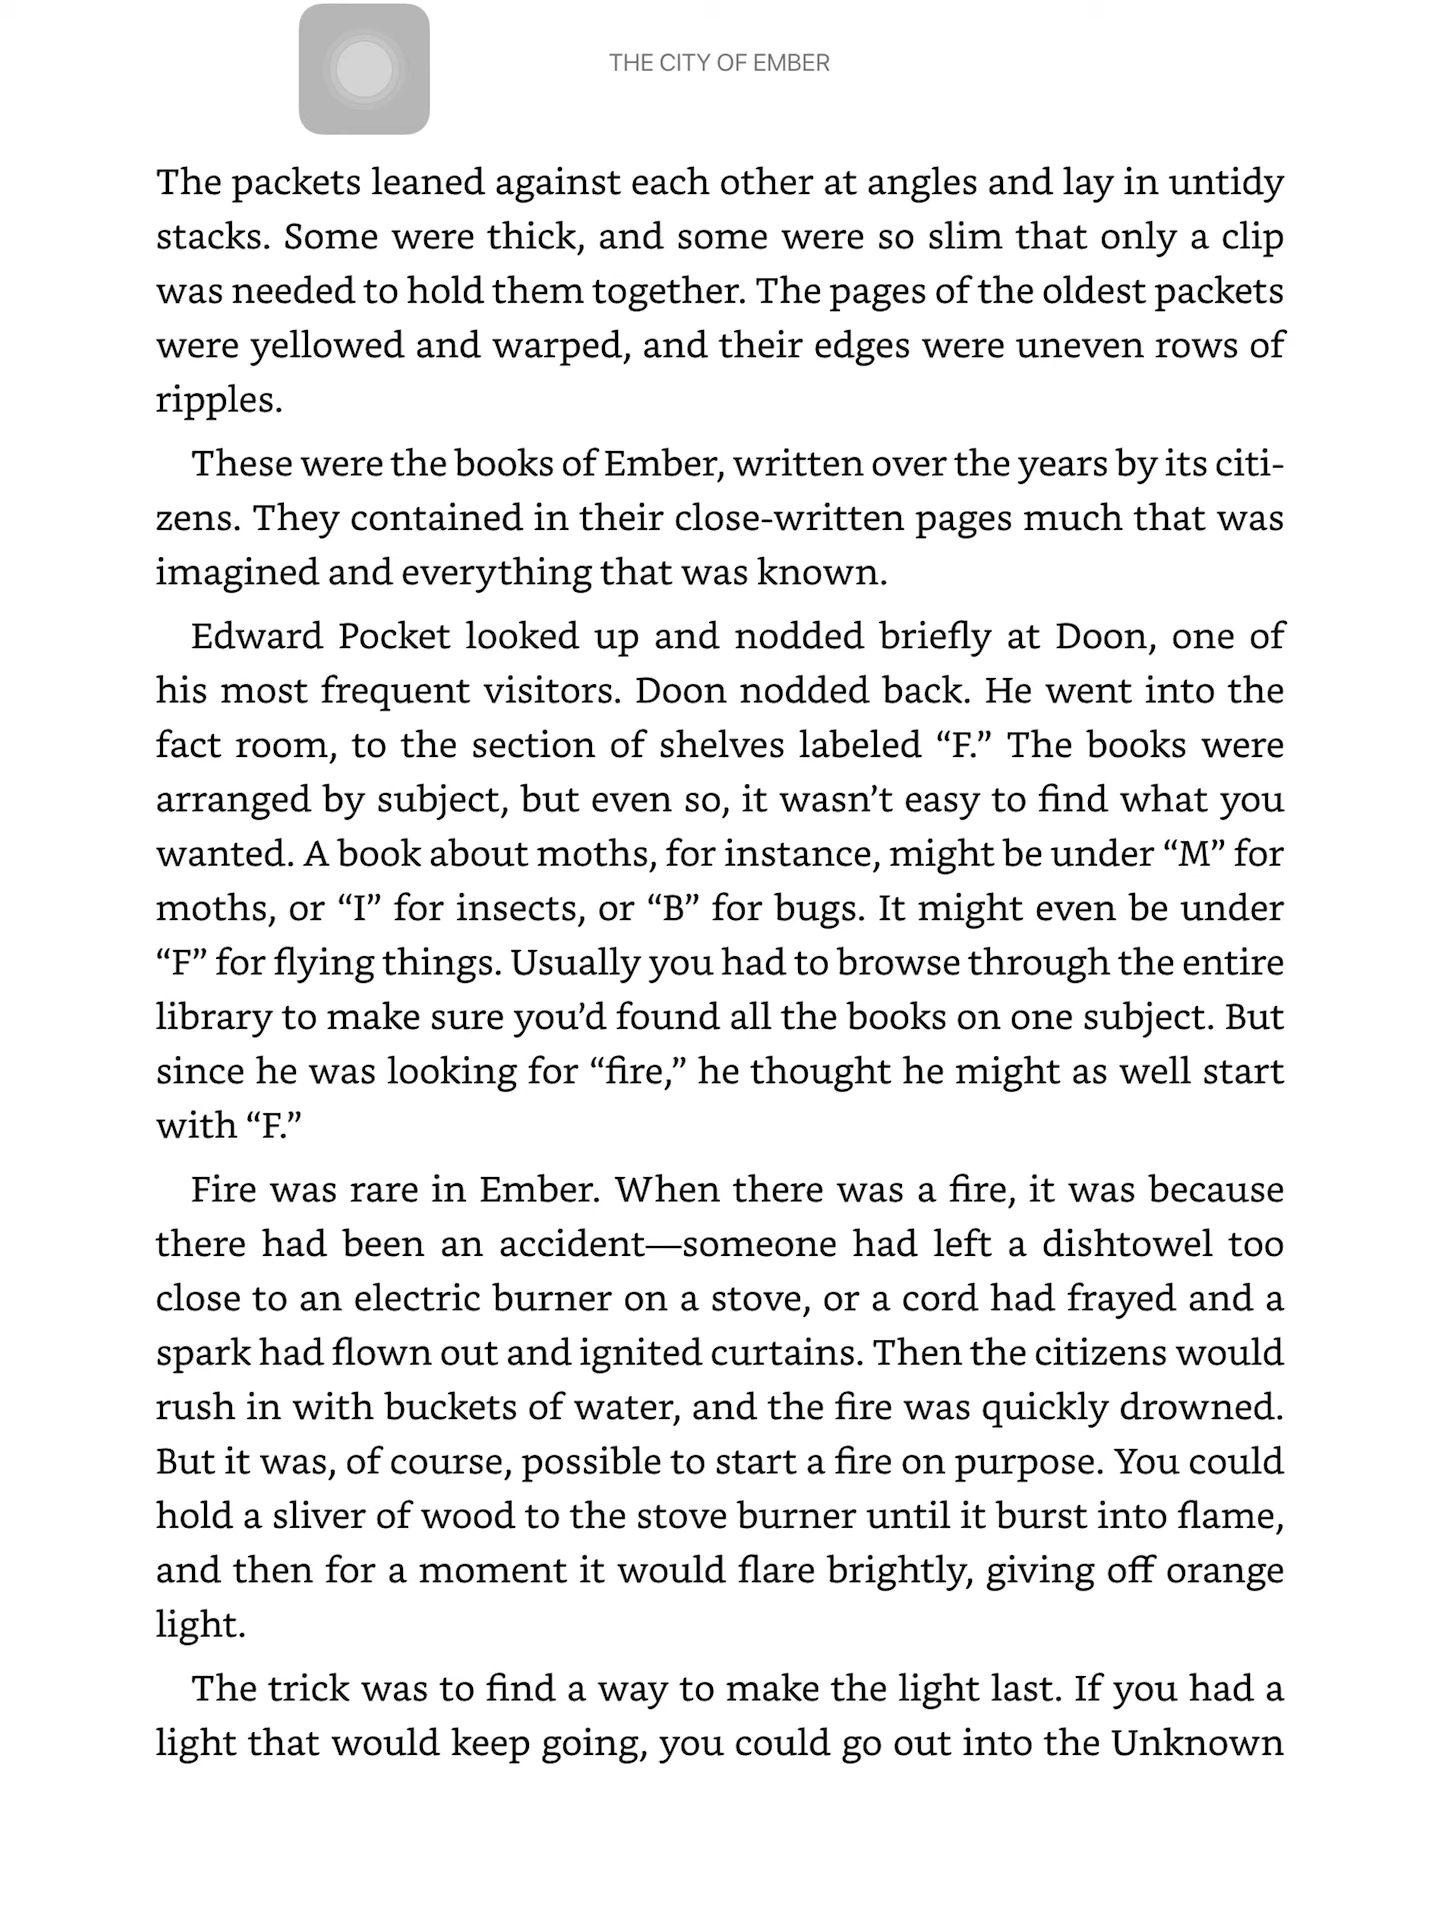 THE CITY OF EMBER
The packets leaned against each other at angles and lay in untidy
stacks. Some were thick, and some were so slim that only a clip
was needed to hold them together. The pages of the oldest packets
were yellowed and warped, and their edges were uneven rows of
ripples.
These were the books of Ember, written over the years by its citi-
zens. They contained in their close-written pages much that was
imagined and everything that was known.
Edward Pocket looked up and nodded briefly at Doon, one of
his most frequent visitors. Doon nodded back. He went into the
fact room, to the section of shelves labeled “F.” The books were
arranged by subject, but even so, it wasn’t easy to find what you
wanted. A book about moths, for instance, might be under “M” for
moths, or “I” for insects, or “B” for bugs. It might even be under
“F” for flying things. Usually you had to browse through the entire
library to make sure you’d found all the books on one subject. But
since he was looking for “fire,” he thought he might as well start
with “F.”
Fire was rare in Ember. When there was a fire, it was because
there had been an accident—someone had left a dishtowel too
close to an electric burner on a stove, or a cord had frayed and a
spark had flown out and ignited curtains. Then the citizens would
rush in with buckets of water, and the fire was quickly drowned.
But it was, of course, possible to start a fire on purpose. You could
hold a sliver of wood to the stove burner until it burst into flame,
and then for a moment it would flare brightly, giving off orange
light.
The trick was to find a way to make the light last. If you had a
light that would keep going, you could go out into the Unknown